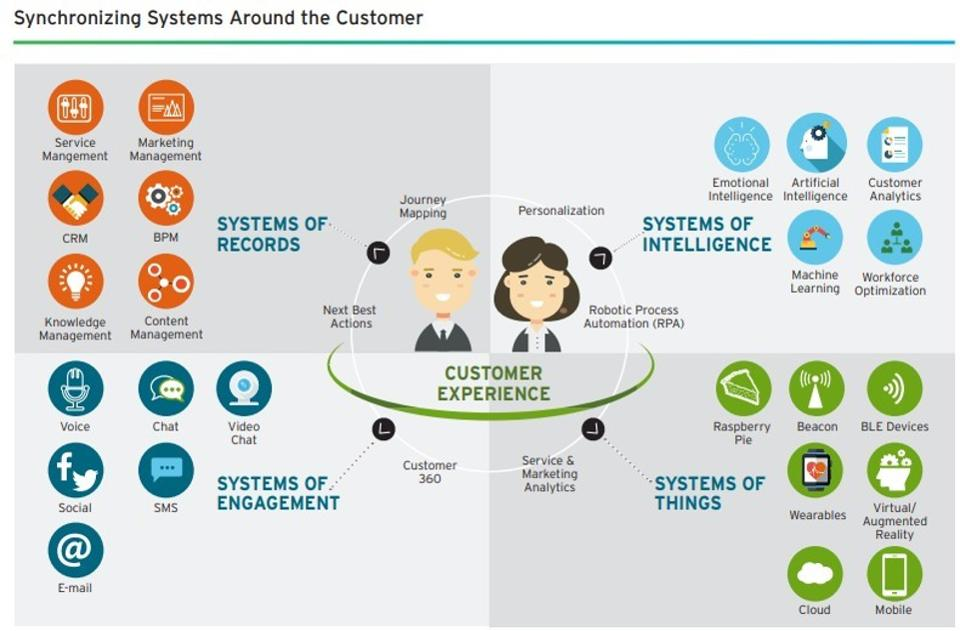 Synchronizing Systems Around the Customer
Service
Mangement
Marketing
Management
CRM
BPM
Knowledge
Management
Content
Management
SYSTEMS OF
RECORDS
Journey
Mapping
Next Best
Actions
Personalization
Robotic Process
Automation (RPA)
SYSTEMS OF
INTELLIGENCE
Emotional
Intelligence
Artificial
Intelligence
Customer
Analytics
Machine
Learning
Workforce
Optimization
CUSTOMER
EXPERIENCE
Voice
Chat
Video
Chat
Social
SMS
E-mail
SYSTEMS OF
ENGAGEMENT
Customer
360
Service &
Marketing
Analytics
SYSTEMS OF
THINGS
Raspberry
Pie
Beacon
BLE Devices
Wearables
Virtual/
Augmented
Reality
Cloud
Mobile